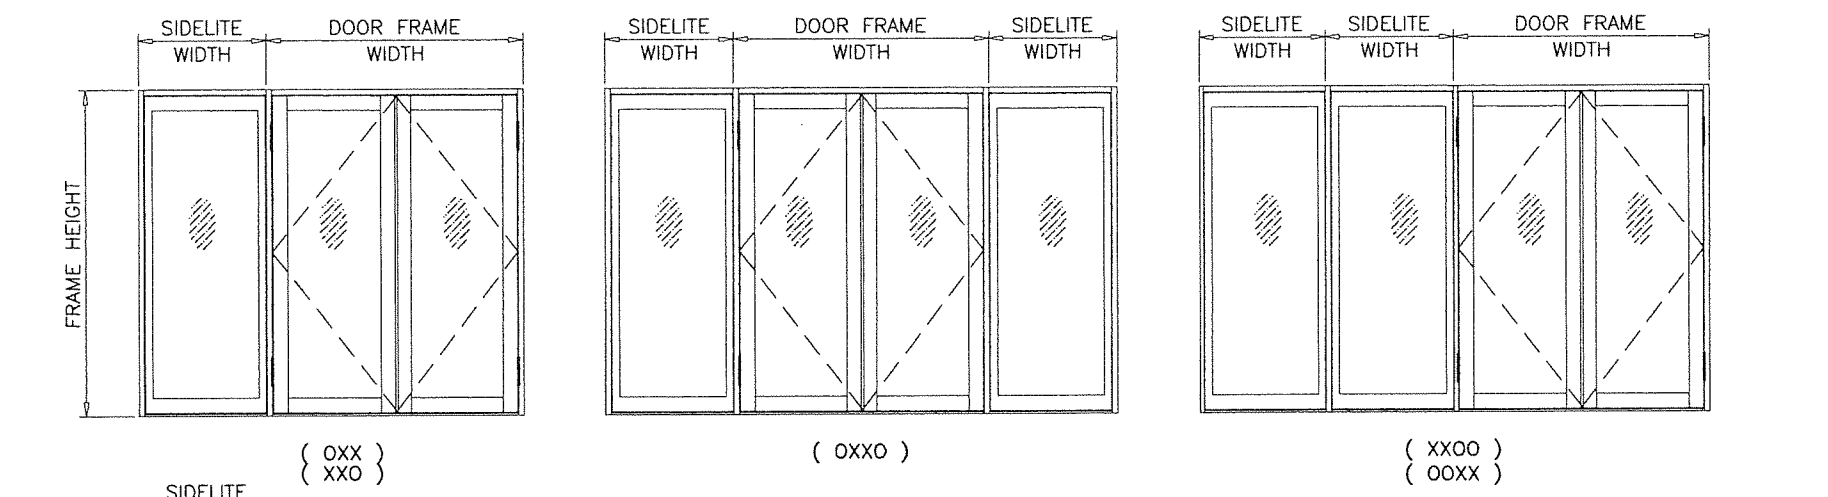 SIDELITE DOOR FRAME
WIDTH WIDTH
FRAME HEIGHT
( OXX )
( XXO )
SIDELITE DOOR FRAME SIDELITE
WIDTH WIDTH WIDTH
( OXXO )
SIDELITE SIDELITE DOOR FRAME
WIDTH WIDTH WIDTH
( XXOO )
( OOXX )
SIDELITE